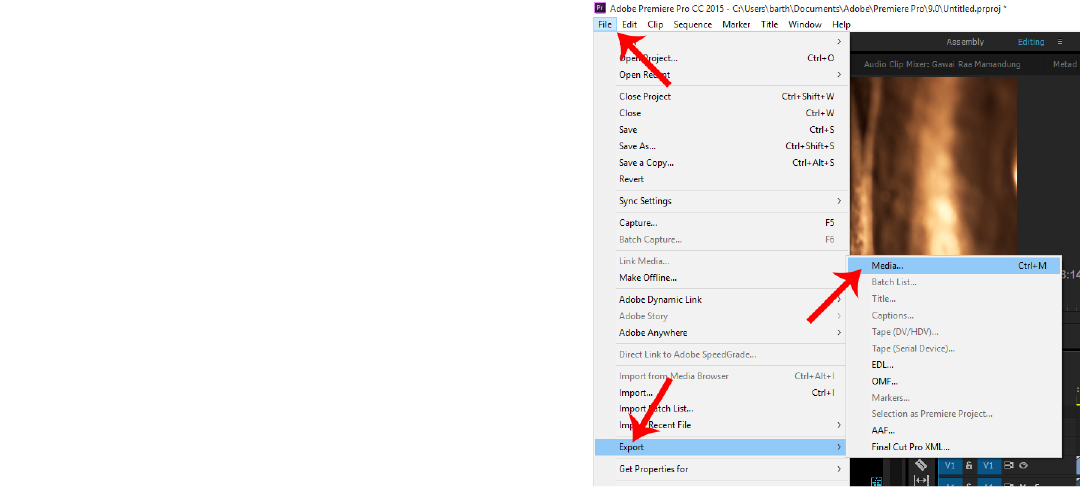 Adobe Premiere Pro CC 2015 - C:\Users\barth\Documents\Adobe\Premiere Pro\9.0\Untitled.prproj *
File Edit Clip Sequence Marker Title Window Help
Assembly Editing
Open Project... Ctrl+O
Audio Clip Mixer: Gawai Raa Mamandung Metad
Open Recent
Close Project Ctrl+Shift+W
Close Ctrl+W
Save Ctrl+S
Save As... Ctrl+Shift+S
Save a Copy... Ctrl+Alt+S
Revert
Sync Settings
Capture... F5
Batch Capture... F6
Link Media...
Make Offline...
Adobe Dynamic Link
Adobe Story
Adobe Anywhere
Direct Link to Adobe SpeedGrade...
Import from Media Browser Ctrl+Alt+I
Import... Ctrl+I
Import Batch List...
Import Recent File
Export
Get Properties for
Media... Ctrl+M
Batch List...
Title...
Captions...
Tape (DV/HDV)...
Tape (Serial Device)...
EDL...
OMF...
Markers...
Selection as Premiere Project...
AAF...
Final Cut Pro XML...
3:14
V1 V1